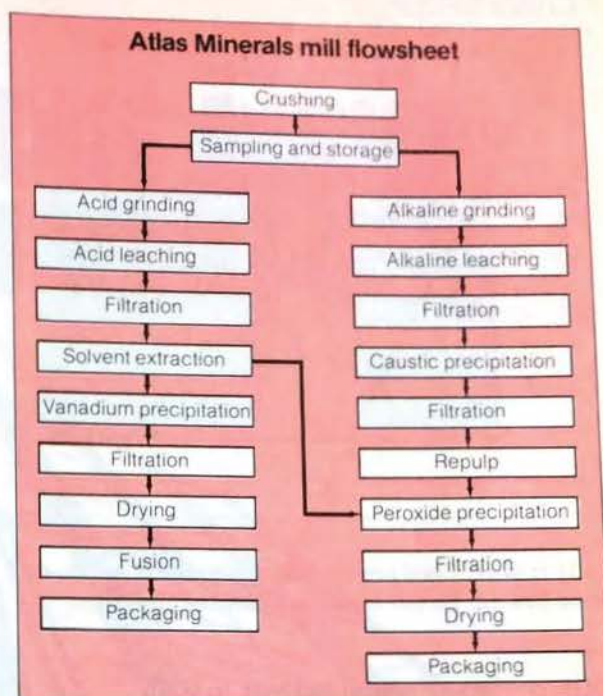 Atlas Minerals mill flowsheet
Crushing
Sampling and storage
Acid grinding
Acid leaching
Filtration
Solvent extraction
Vanadium precipitation
Filtration
Drying
Fusion
Packaging
Alkaline grinding
Alkaline leaching
Filtration
Caustic precipitation
Filtration
Repulp
Peroxide precipitation
Filtration
Drying
Packaging